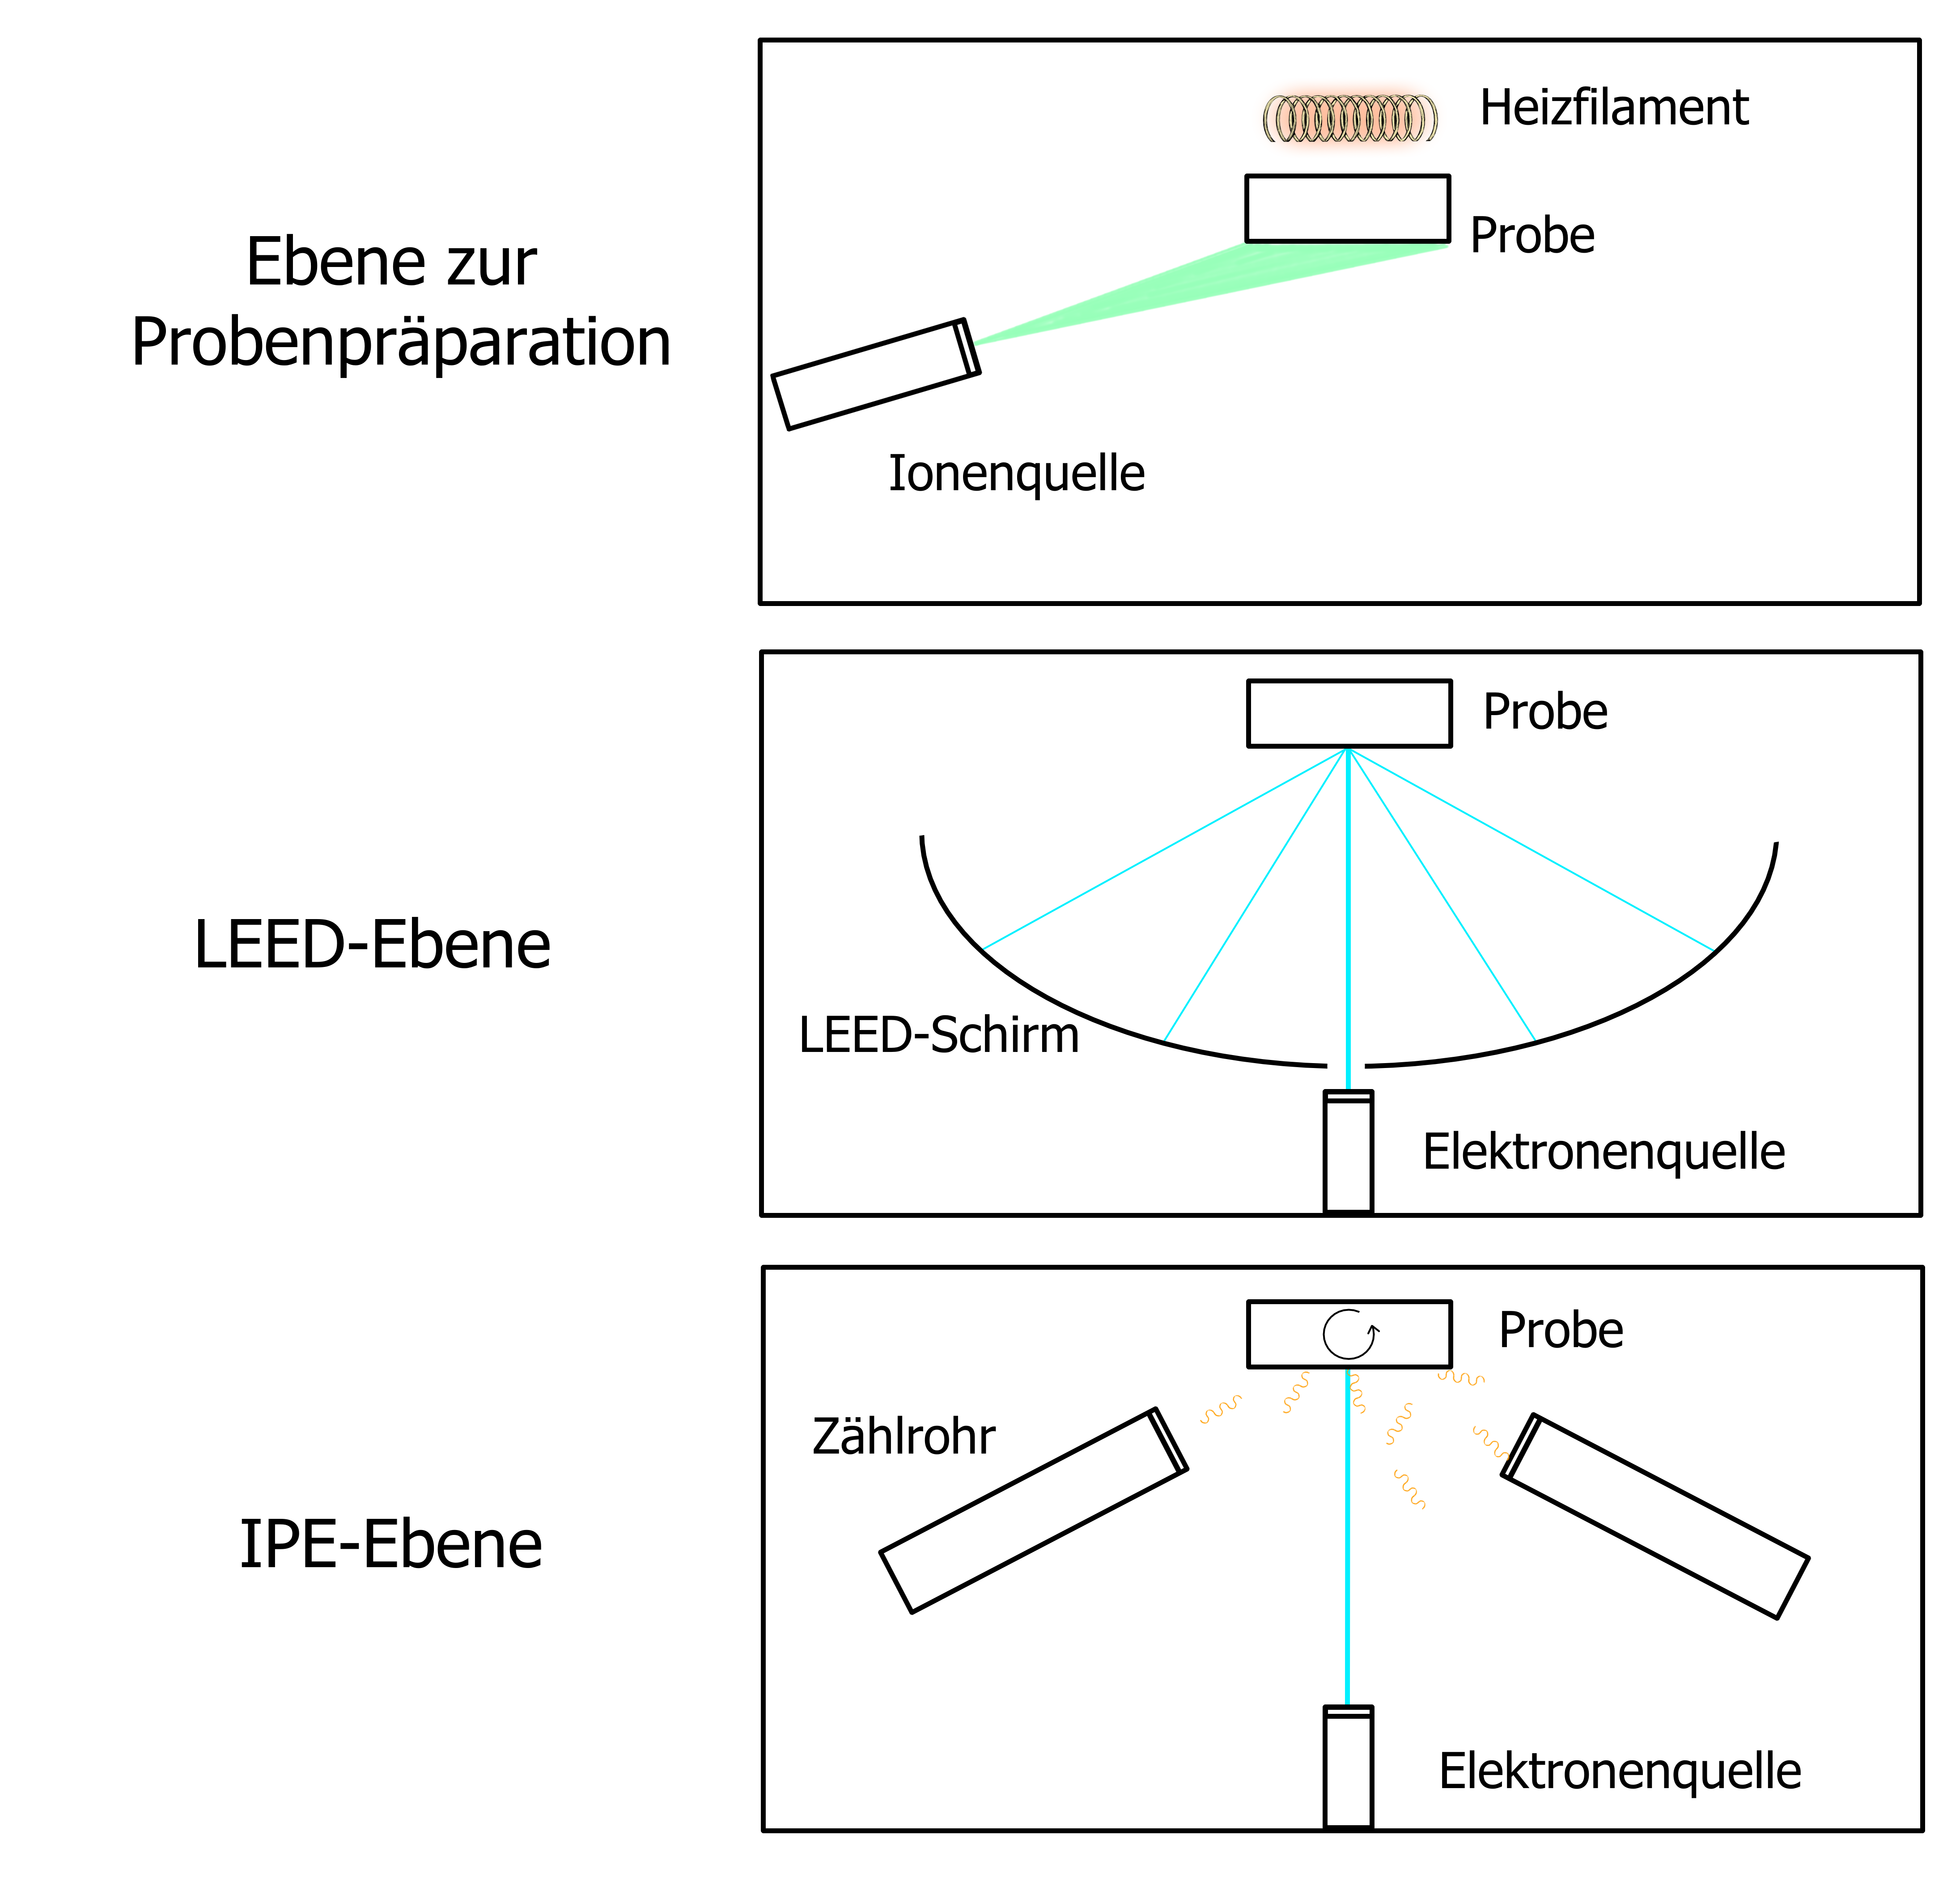 Heizfilament
Probe
Ebene zur
Probenpräparation
Ionenquelle
Probe
LEED-Ebene
LEED-Schirm
Elektronenquelle
Probe
Zählrohr
IPE-Ebene
Elektronenquelle